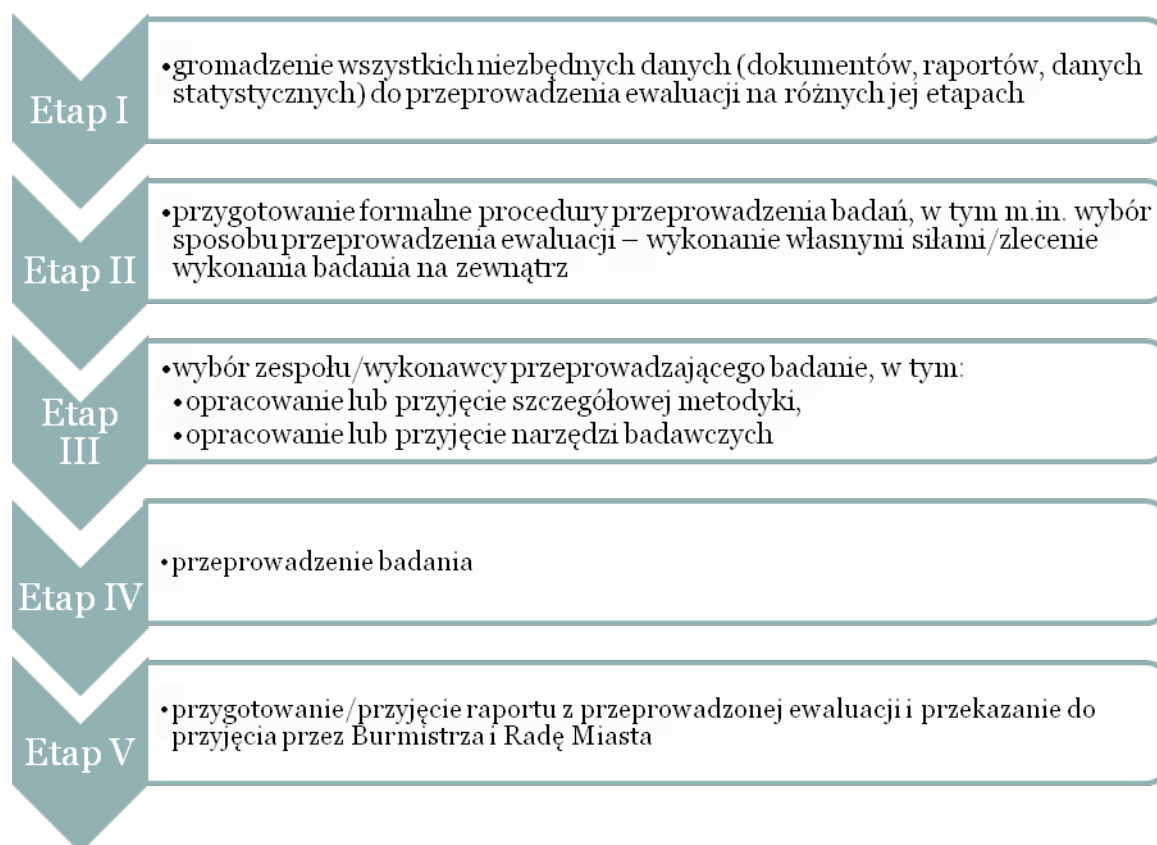 Etap I
•gromadzenie wszystkich niezbędnych danych (dokumentów, raportów, danych
statystycznych) do przeprowadzenia ewaluacji na różnych jej etapach
Etap II
•przygotowanie formalne procedury przeprowadzenia badań, w tym m.in. wybór
sposobu przeprowadzenia ewaluacji – wykonanie własnymi siłami/zlecenie
wykonania badania na zewnątrz
Etap
III
•wybór zespołu/wykonawcy przeprowadzającego badanie, w tym:
•opracowanie lub przyjęcie szczegółowej metodyki,
•opracowanie lub przyjęcie narzędzi badawczych
Etap IV
•przeprowadzenie badania
Etap V
•przygotowanie/przyjęcie raportu z przeprowadzonej ewaluacji i przekazanie do
przyjęcia przez Burmistrza i Radę Miasta